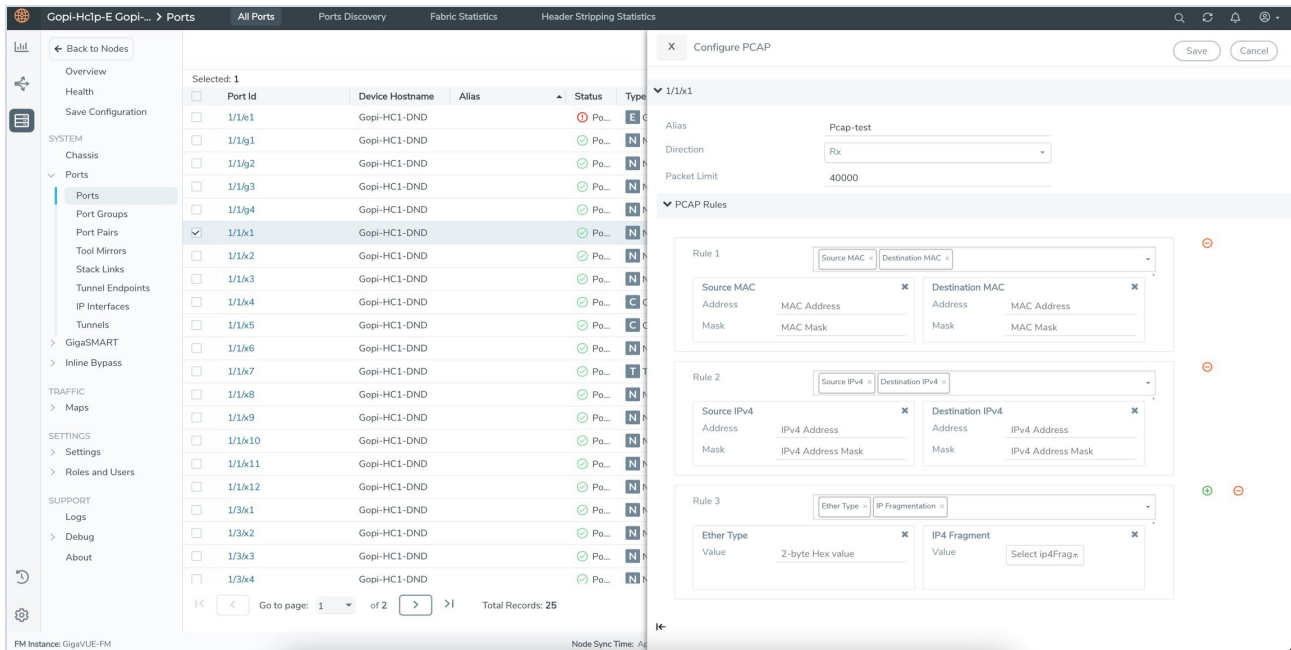 Gopi-Hc1p-E Gopi-... > Ports
All Ports
Ports Discovery
Fabric Statistics
Header Stripping Statistics
← Back to Nodes
Overview
Health
Save Configuration
SYSTEM
Chassis
Ports
Ports
Port Groups
Port Pairs
Tool Mirrors
Stack Links
Tunnel Endpoints
IP Interfaces
Tunnels
GigaSMART
Inline Bypass
TRAFFIC
Maps
SETTINGS
Settings
Roles and Users
SUPPORT
Logs
Debug
About
Selected: 1
Port Id Device Hostname Alias Status Type
1/1/e1 Gopi-HC1-DND Po... E
1/1/g1 Gopi-HC1-DND Po... N
1/1/g2 Gopi-HC1-DND Po... N
1/1/g3 Gopi-HC1-DND Po... N
1/1/g4 Gopi-HC1-DND Po... N
1/1/x1 Gopi-HC1-DND Po... N
1/1/x2 Gopi-HC1-DND Po... N
1/1/x3 Gopi-HC1-DND Po... N
1/1/x4 Gopi-HC1-DND Po... C
1/1/x5 Gopi-HC1-DND Po... C
1/1/x6 Gopi-HC1-DND Po... N
1/1/x7 Gopi-HC1-DND Po... T
1/1/x8 Gopi-HC1-DND Po... N
1/1/x9 Gopi-HC1-DND Po... N
1/1/x10 Gopi-HC1-DND Po... N
1/1/x11 Gopi-HC1-DND Po... N
1/1/x12 Gopi-HC1-DND Po... N
1/3/x1 Gopi-HC1-DND Po... N
1/3/x2 Gopi-HC1-DND Po... N
1/3/x3 Gopi-HC1-DND Po... N
1/3/x4 Gopi-HC1-DND Po... N
Go to page: 1 of 2 Total Records: 25
X Configure PCAP
Save Cancel
1/1/x1
Alias Pcap-test
Direction Rx
Packet Limit 40000
PCAP Rules
Rule 1 Source MAC × Destination MAC ×
Source MAC Destination MAC
Address MAC Address Address MAC Address
Mask MAC Mask Mask MAC Mask
Rule 2 Source IPv4 × Destination IPv4 ×
Source IPv4 Destination IPv4
Address IPv4 Address Address IPv4 Address
Mask IPv4 Address Mask Mask IPv4 Address Mask
Rule 3 Ether Type × IP Fragmentation ×
Ether Type IP4 Fragment
Value 2-byte Hex value Value Select ip4Frag...
FM Instance: GigaVUE-FM
Node Sync Time: